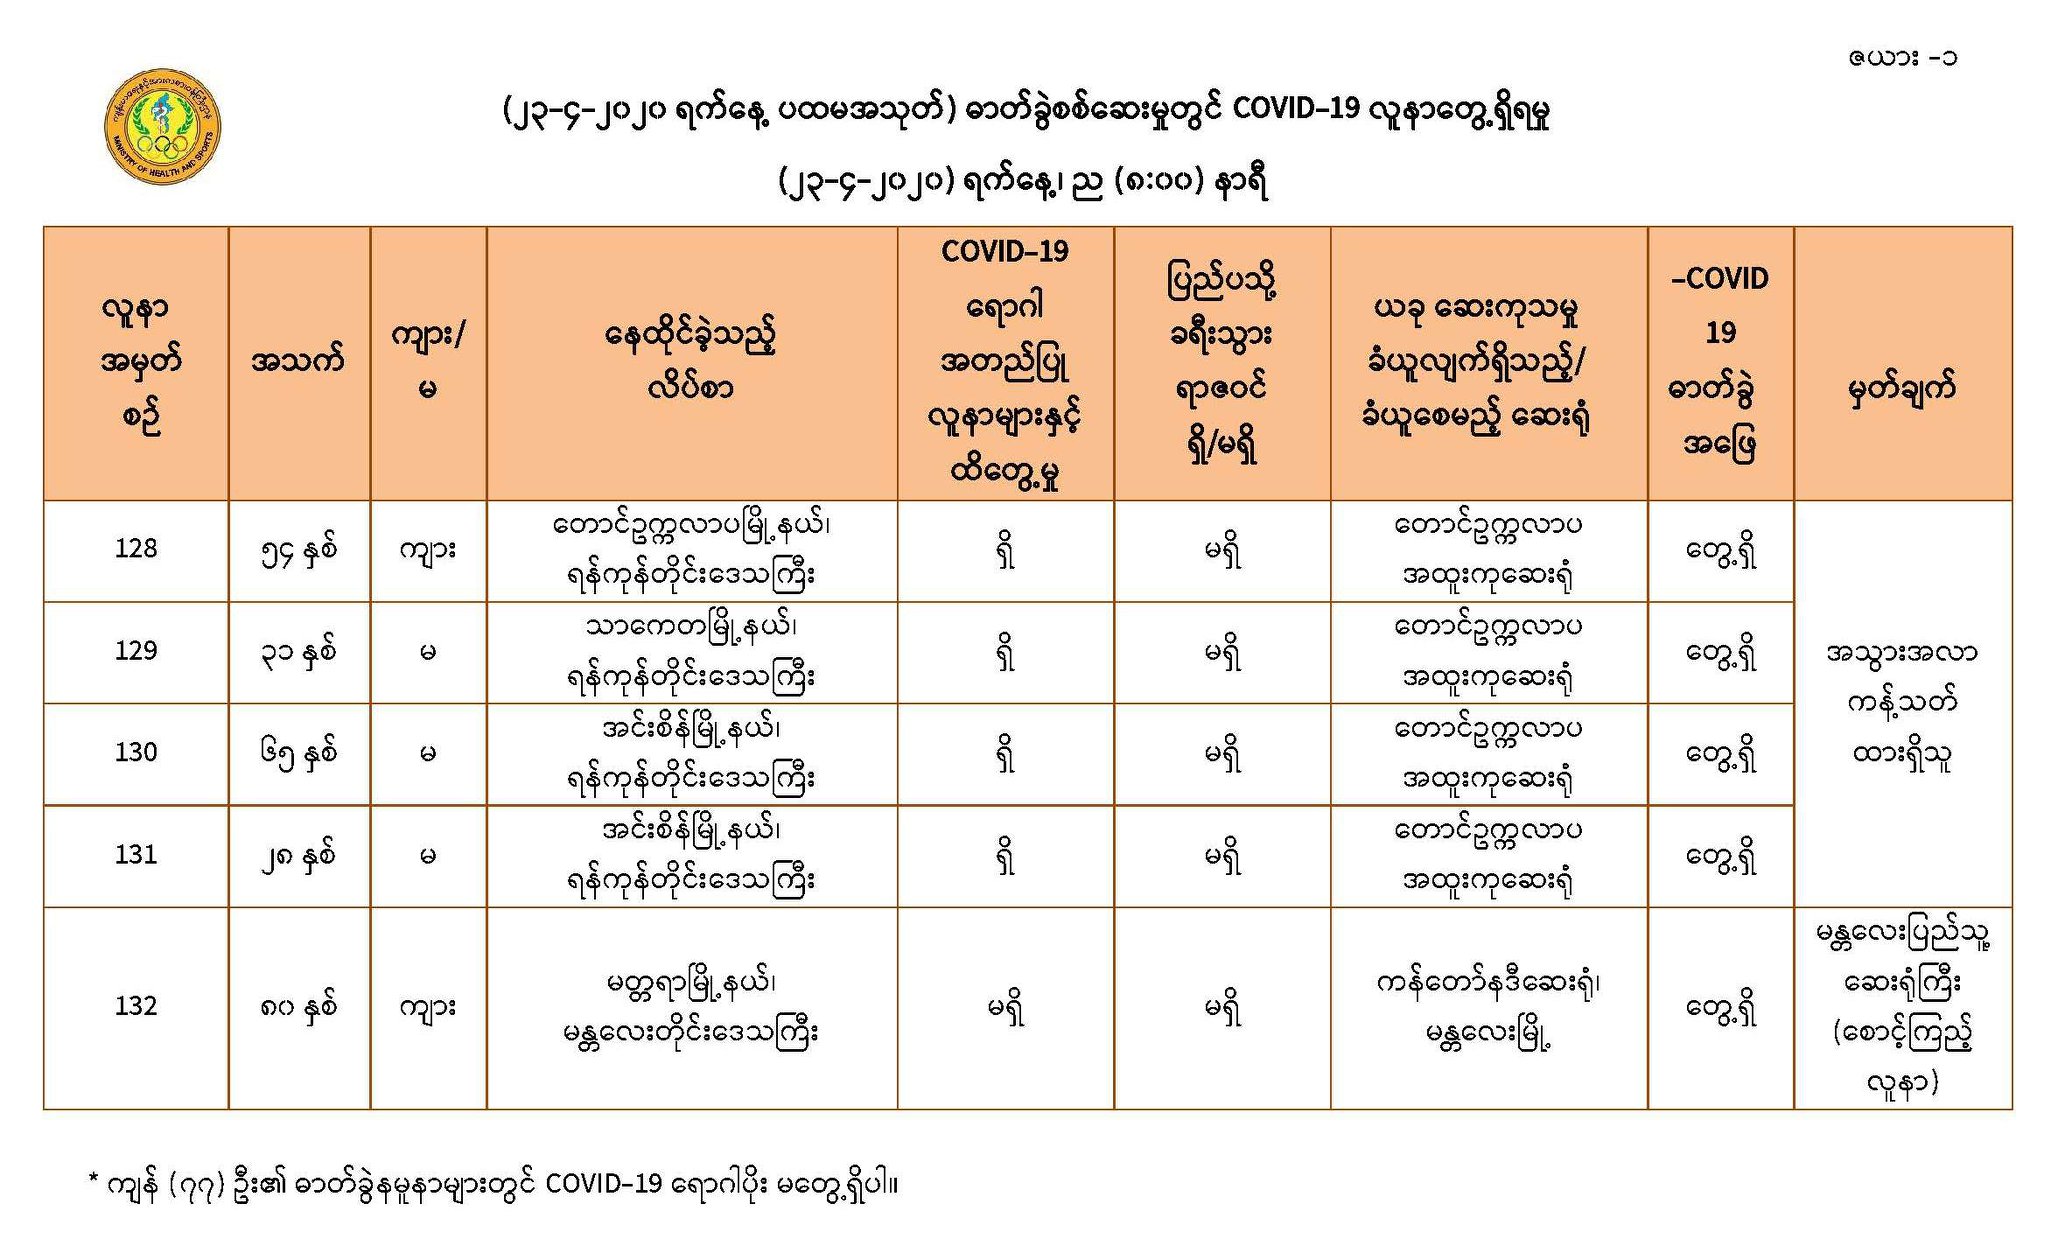 ဇယား -၁
(၂၃-၄-၂၀၂၀ ရက်နေ့ ပထမအသုတ်) ဓာတ်ခွဲစစ်ဆေးမှုတွင် COVID-19 လူနာတွေ့ရှိရမှု
(၂၃-၄-၂၀၂၀) ရက်နေ့၊ ည (၈:၀၀) နာရီ
MINISTRY OF HEALTH AND SPORTS
လူနာ
အမှတ်
စဉ်
အသက်
ကျား/
မ
နေထိုင်ခဲ့သည့်
လိပ်စာ
COVID-19
ရောဂါ
အတည်ပြု
လူနာများနှင့်
ထိတွေ့မှု
ပြည်ပသို့
ခရီးသွား
ရာဇဝင်
ရှိ/မရှိ
ယခု ဆေးကုသမှု
ခံယူလျက်ရှိသည့်/
ခံယူစေမည့် ဆေးရုံ
-COVID
19
ဓာတ်ခွဲ
အဖြေ
မှတ်ချက်
128
၅၄ နှစ်
ကျား
တောင်ဥက္ကလာပမြို့နယ်၊
ရန်ကုန်တိုင်းဒေသကြီး
ရှိ
မရှိ
တောင်ဥက္ကလာပ
အထူးကုဆေးရုံ
တွေ့ရှိ
129
၃၁ နှစ်
မ
သာကေတမြို့နယ်၊
ရန်ကုန်တိုင်းဒေသကြီး
ရှိ
မရှိ
တောင်ဥက္ကလာပ
အထူးကုဆေးရုံ
တွေ့ရှိ
130
၆၅ နှစ်
မ
အင်းစိန်မြို့နယ်၊
ရန်ကုန်တိုင်းဒေသကြီး
ရှိ
မရှိ
တောင်ဥက္ကလာပ
အထူးကုဆေးရုံ
တွေ့ရှိ
131
၂၈ နှစ်
မ
အင်းစိန်မြို့နယ်၊
ရန်ကုန်တိုင်းဒေသကြီး
ရှိ
မရှိ
တောင်ဥက္ကလာပ
အထူးကုဆေးရုံ
တွေ့ရှိ
အသွားအလာ
ကန့်သတ်
ထားရှိသူ
132
၈၀ နှစ်
ကျား
မတ္တရာမြို့နယ်၊
မန္တလေးတိုင်းဒေသကြီး
မရှိ
မရှိ
ကန်တော်နဒီဆေးရုံ၊
မန္တလေးမြို့
တွေ့ရှိ
မန္တလေးပြည်သူ့
ဆေးရုံကြီး
(စောင့်ကြည့်
လူနာ)
* ကျန် (၇၇) ဦး၏ ဓာတ်ခွဲနမူနာများတွင် COVID-19 ရောဂါပိုး မတွေ့ရှိပါ။